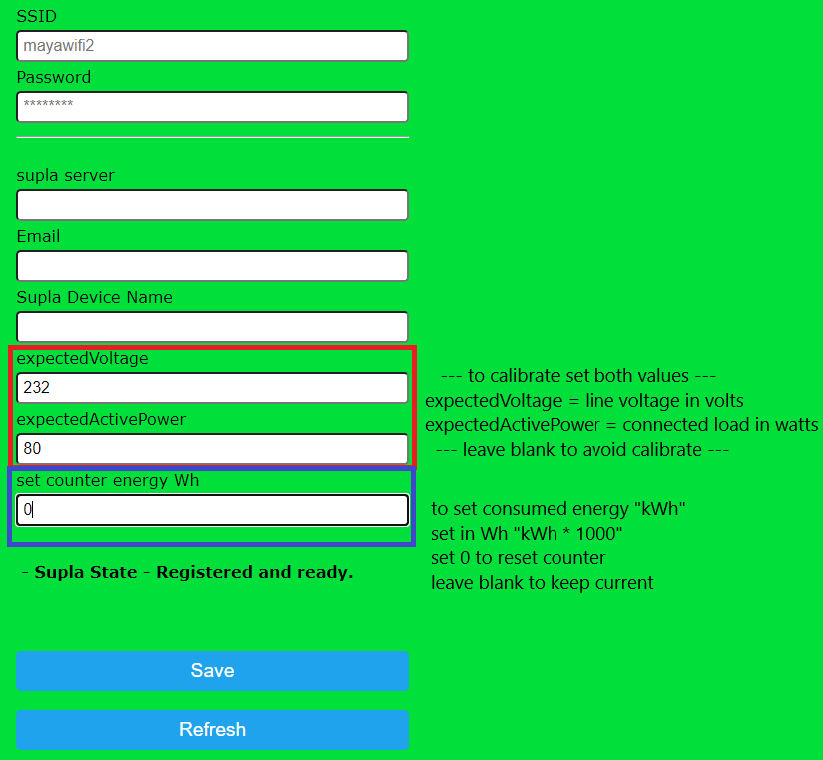 SSID
mayawifi2
Password
********
supla server
Email
Supla Device Name
expectedVoltage
232
expectedActivePower
80
set counter energy Wh
0
--- to calibrate set both values ---
expectedVoltage = line voltage in volts
expectedActivePower = connected load in watts
--- leave blank to avoid calibrate ---
to set consumed energy "kWh"
set in Wh "kWh * 1000"
set 0 to reset counter
leave blank to keep current
- Supla State - Registered and ready.
Save
Refresh